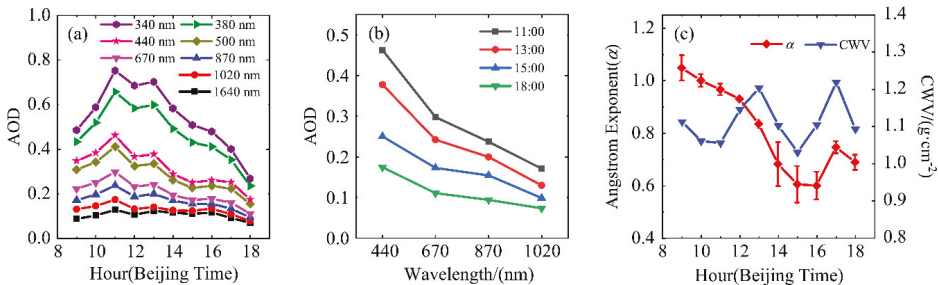 (a)
340 nm
380 nm
440 nm
500 nm
670 nm
870 nm
1020 nm
1640 nm
AOD
1.0
0.8
0.6
0.4
0.2
0.0
10
12
14
16
18
Hour(Beijing Time)
(b)
11:00
13:00
15:00
18:00
AOD
0.5
0.4
0.3
0.2
0.1
0.0
440
670
870
1020
Wavelength/(nm)
(c)
α
CWV
Angstrom Exponent(α)
1.2
1.0
0.8
0.6
0.4
8
10
12
14
16
18
Hour(Beijing Time)
1.4
1.3
1.2
1.1
1.0
0.9
0.8
CWV/(g·cm⁻²)